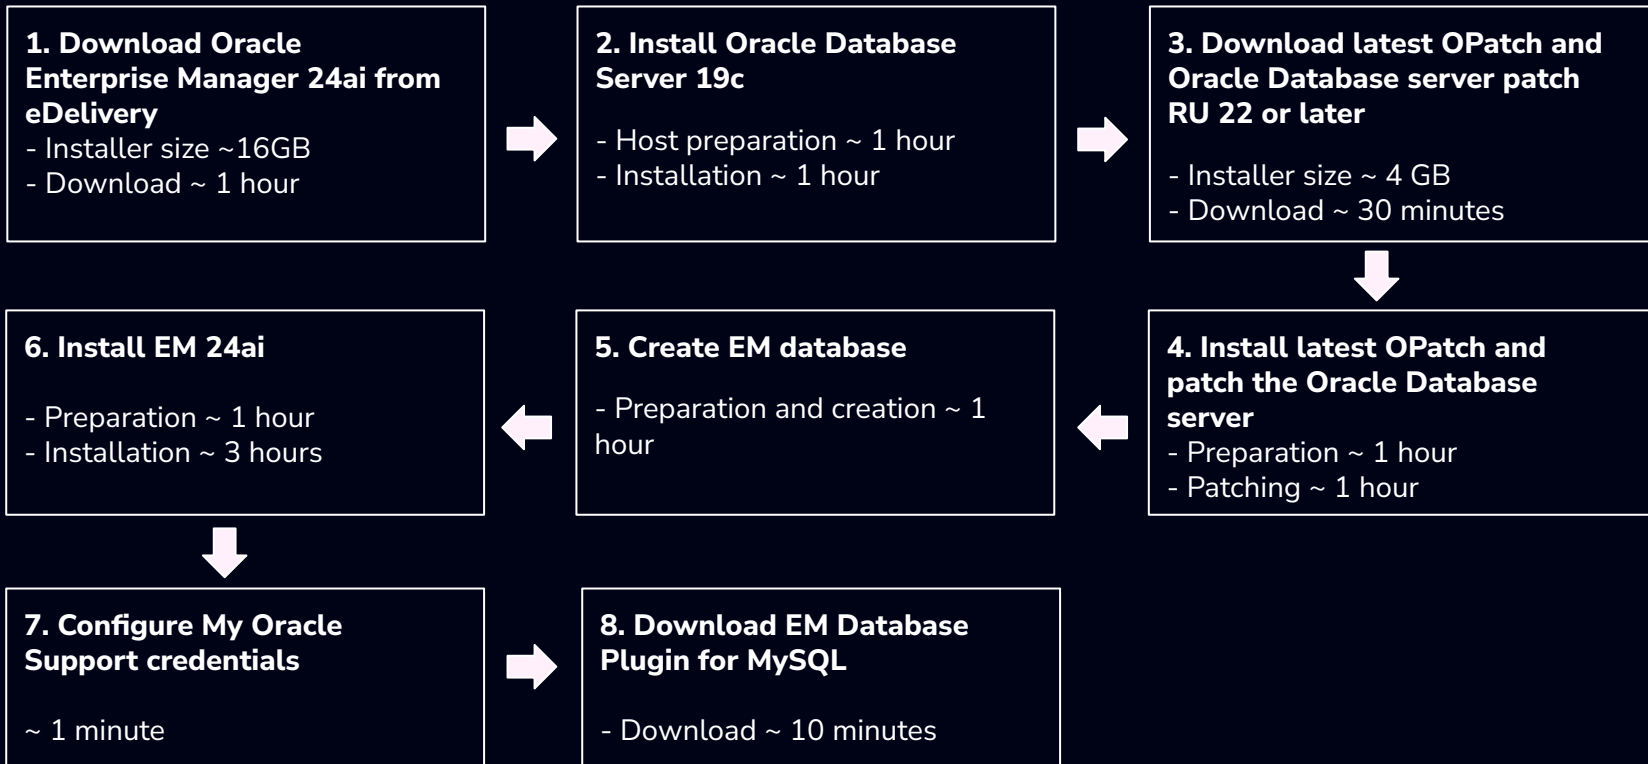 1. Download Oracle
Enterprise Manager 24ai from
eDelivery
- Installer size ~16GB
- Download ~ 1 hour
2. Install Oracle Database
Server 19c
- Host preparation ~ 1 hour
- Installation ~ 1 hour
3. Download latest OPatch and
Oracle Database server patch
RU 22 or later
- Installer size ~ 4 GB
- Download ~ 30 minutes
4. Install latest OPatch and
patch the Oracle Database
server
- Preparation ~ 1 hour
- Patching ~ 1 hour
5. Create EM database
- Preparation and creation ~ 1
hour
6. Install EM 24ai
- Preparation ~ 1 hour
- Installation ~ 3 hours
7. Configure My Oracle
Support credentials
~ 1 minute
8. Download EM Database
Plugin for MySQL
- Download ~ 10 minutes